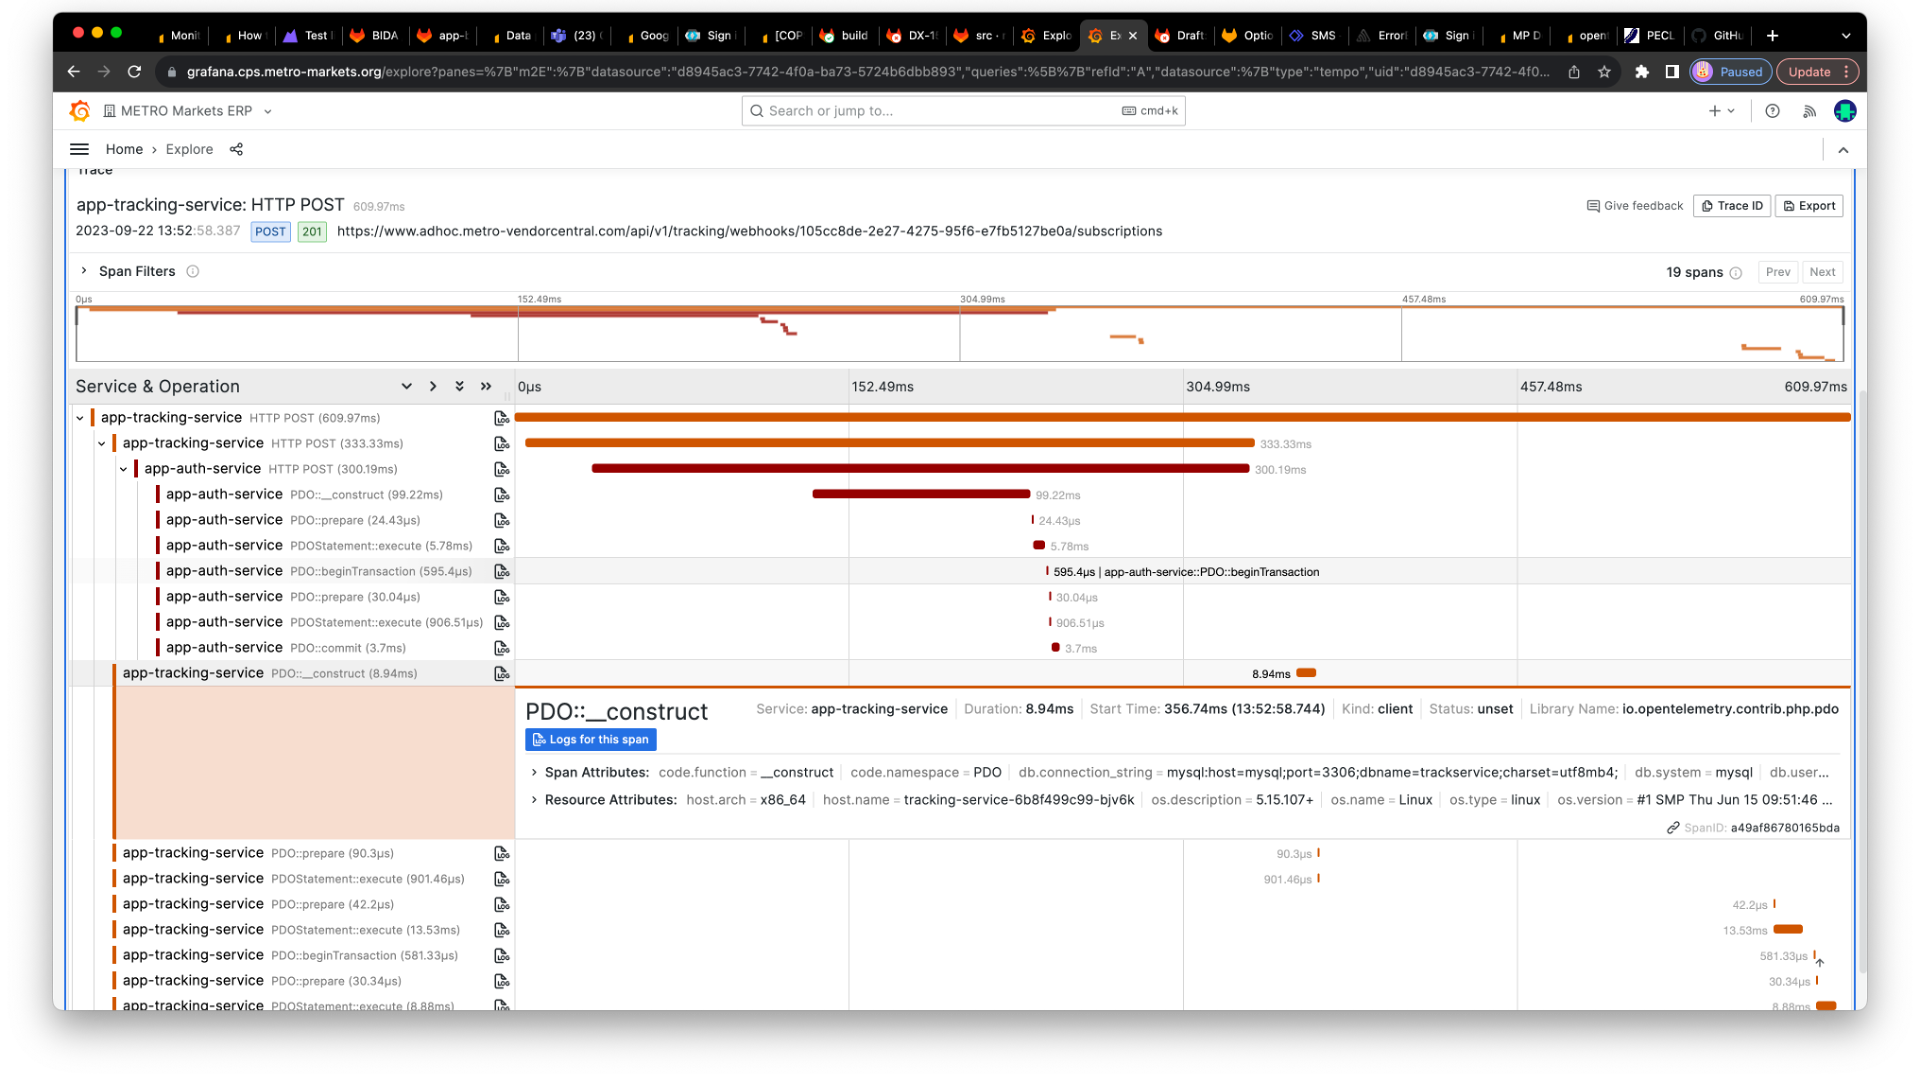 Monit How Test BIDA app-b Data (23) ( Goog Sign i [COP build DX-1 src - Explo Ex Draft: Optio SMS Errorl Sign i MP D open PECL GitHu
grafana.cps.metro-markets.org/explore?panes=%7B"m2E":%7B"datasource":"d8945ac3-7742-4f0a-ba73-5724b6dbb893","queries":%5B%7B"refId":"A","datasource":%7B"type":"tempo","uid":"d8945ac3-7742-4f0... Paused Update
METRO Markets ERP Search or jump to... cmd+k
Home › Explore
Trace
app-tracking-service: HTTP POST 609.97ms Give feedback Trace ID Export
2023-09-22 13:52:58.387 POST 201 https://www.adhoc.metro-vendorcentral.com/api/v1/tracking/webhooks/105cc8de-2e27-4275-95f6-e7fb5127be0a/subscriptions
Span Filters 19 spans Prev Next
0μs 152.49ms 304.99ms 457.48ms 609.97ms
Service & Operation 0μs 152.49ms 304.99ms 457.48ms 609.97ms
app-tracking-service HTTP POST (609.97ms)
app-tracking-service HTTP POST (333.33ms) 333.33ms
app-auth-service HTTP POST (300.19ms) 300.19ms
app-auth-service PDO::__construct (99.22ms) 99.22ms
app-auth-service PDO::prepare (24.43μs) 24.43μs
app-auth-service PDOStatement::execute (5.78ms) 5.78ms
app-auth-service PDO::beginTransaction (595.4μs) 595.4μs | app-auth-service::PDO::beginTransaction
app-auth-service PDO::prepare (30.04μs) 30.04μs
app-auth-service PDOStatement::execute (906.51μs) 906.51μs
app-auth-service PDO::commit (3.7ms) 3.7ms
app-tracking-service PDO::__construct (8.94ms) 8.94ms
PDO::__construct Service: app-tracking-service Duration: 8.94ms Start Time: 356.74ms (13:52:58.744) Kind: client Status: unset Library Name: io.opentelemetry.contrib.php.pdo
Logs for this span
Span Attributes: code.function = __construct code.namespace = PDO db.connection_string = mysql:host=mysql;port=3306;dbname=trackservice;charset=utf8mb4; db.system = mysql db.user...
Resource Attributes: host.arch = x86_64 host.name = tracking-service-6b8f499c99-bjv6k os.description = 5.15.107+ os.name = Linux os.type = linux os.version = #1 SMP Thu Jun 15 09:51:46 ...
SpanID: a49af86780165bda
app-tracking-service PDO::prepare (90.3μs) 90.3μs
app-tracking-service PDOStatement::execute (901.46μs) 901.46μs
app-tracking-service PDO::prepare (42.2μs) 42.2μs
app-tracking-service PDOStatement::execute (13.53ms) 13.53ms
app-tracking-service PDO::beginTransaction (581.33μs) 581.33μs
app-tracking-service PDO::prepare (30.34μs) 30.34μs
app-tracking-service PDOStatement::execute (8.88ms) 8.88ms